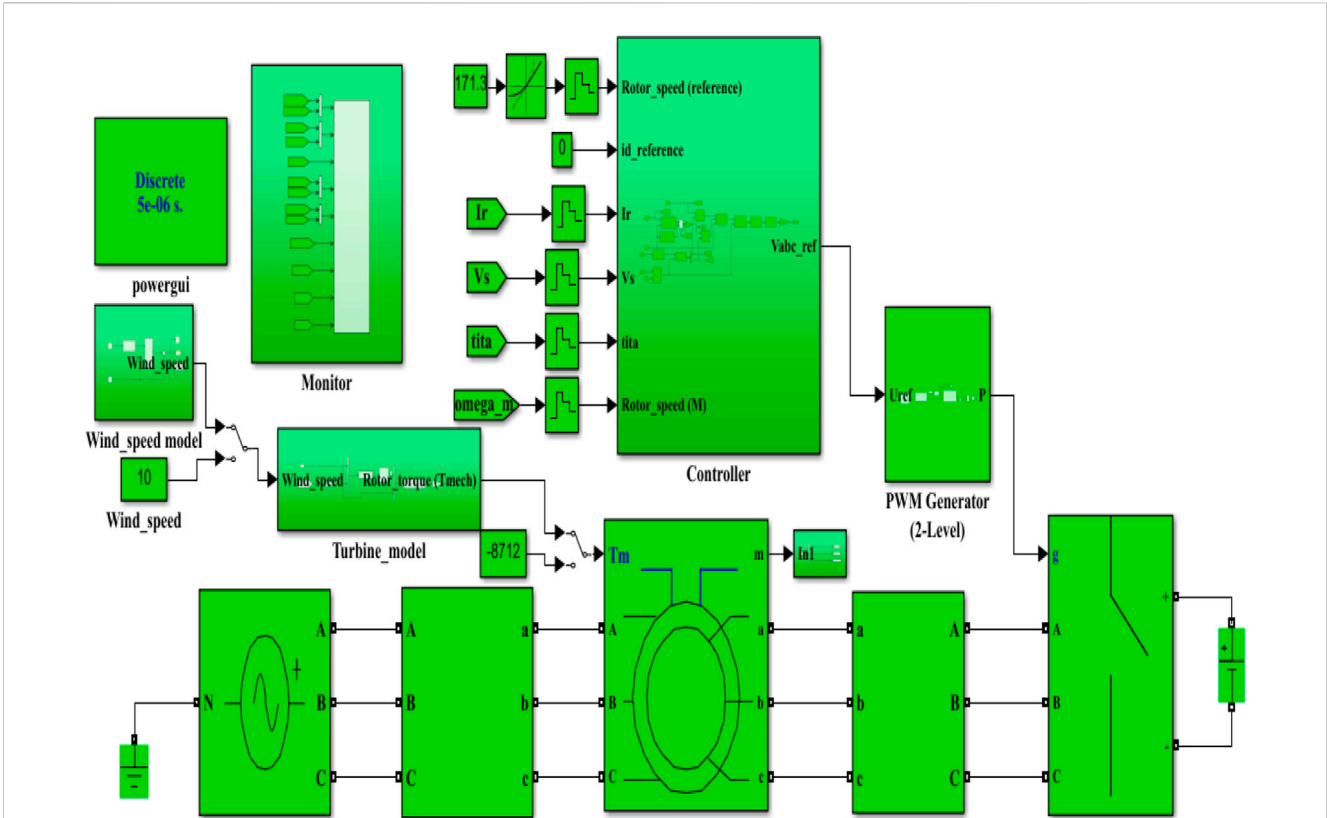 171.3
Rotor_speed (reference)
0
id_reference
Discrete
5e-06 s.
powergui
Monitor
Ir
Ir
Vabc_ref
Vs
Vs
tita
tita
omega_m
Rotor_speed (M)
Controller
Wind_speed
Wind_speed model
10
Wind_speed
Wind_speed
Rotor_torque (Tmech)
Turbine_model
-8712
Uref
P
PWM Generator
(2-Level)
Tm
m
In1
g
+
-
+
N
A
B
C
A
B
C
a
b
c
A
B
C
a
b
c
a
b
c
A
B
C
A
B
C